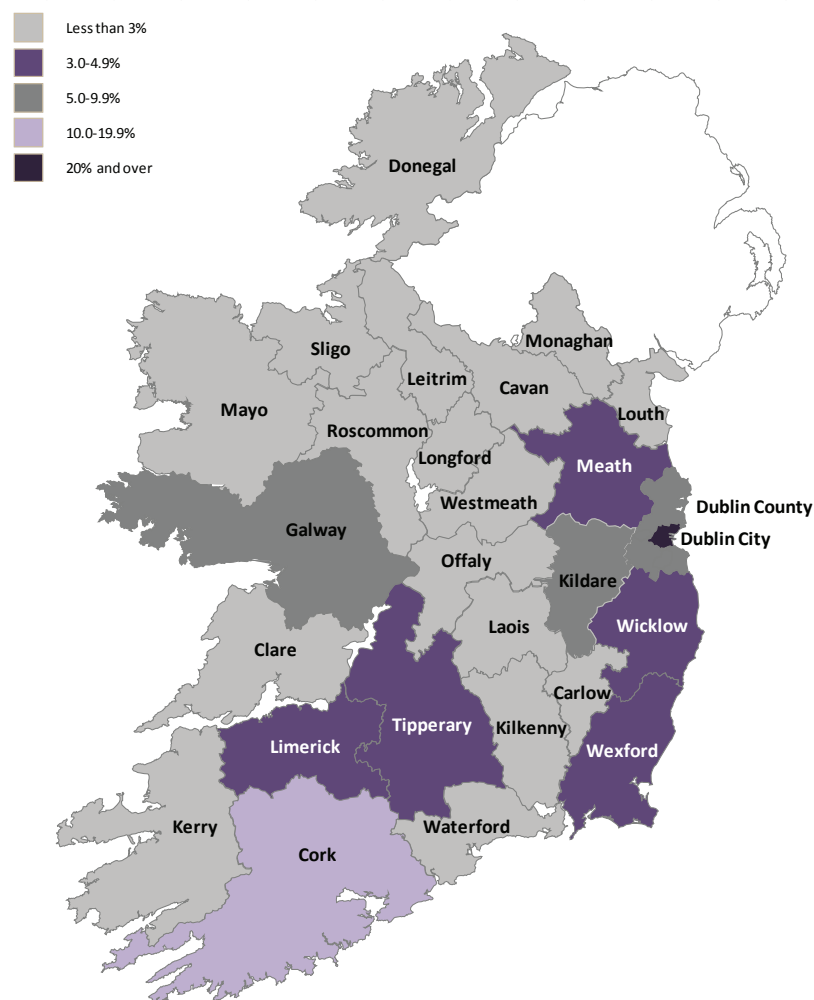 Less than 3%
3.0-4.9%
5.0-9.9%
10.0-19.9%
20% and over
Donegal
Monaghan
Sligo
Leitrim
Cavan
Mayo
Louth
Roscommon
Longford
Meath
Westmeath
Dublin County
Galway
Dublin City
Offaly
Kildare
Laois
Wicklow
Clare
Carlow
Tipperary
Kilkenny
Limerick
Wexford
Kerry
Waterford
Cork